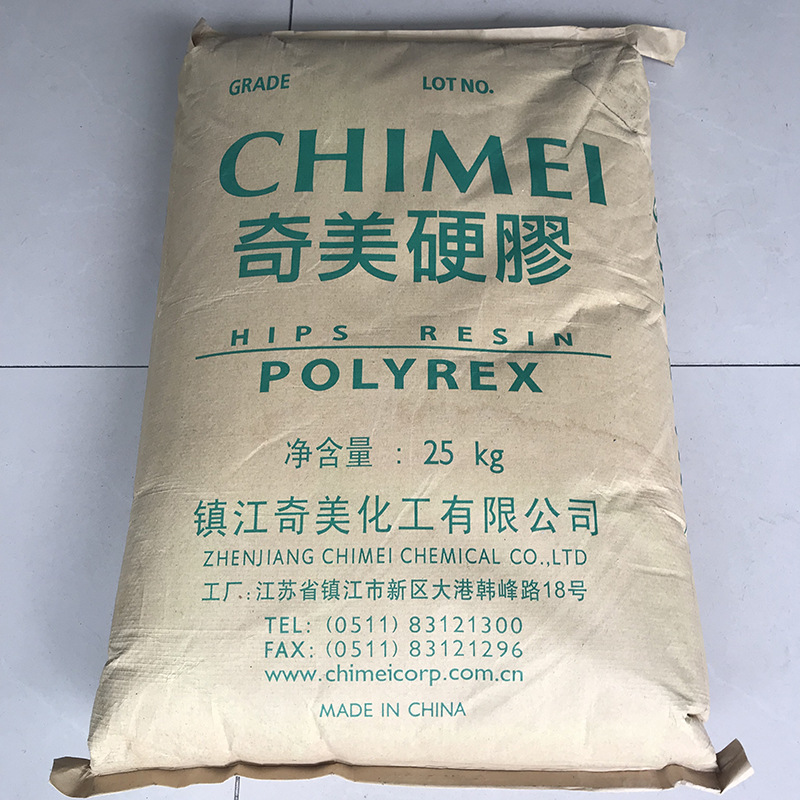 GRADE LOT NO.
CHIMEI
奇美硬膠
HIPS RESIN
POLYREX
净含量 : 25 kg
镇江奇美化工有限公司
ZHENJIANG CHIMEI CHEMICAL CO.,LTD
工厂:江苏省镇江市新区大港韩峰路18号
TEL: (0511) 83121300
FAX: (0511) 83121296
www.chimeicorp.com.cn
MADE IN CHINA